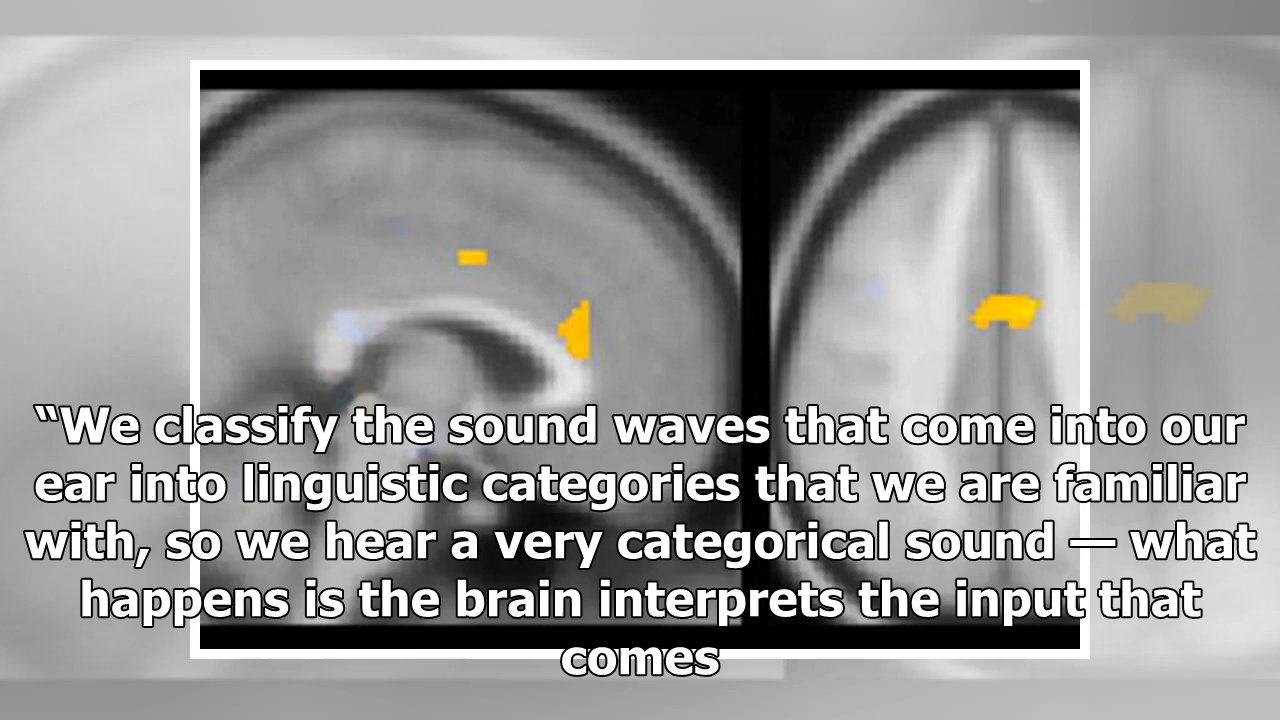 “We classify the sound waves that come into our
ear into linguistic categories that we are familiar
with, so we hear a very categorical sound — what
happens is the brain interprets the input that
comes